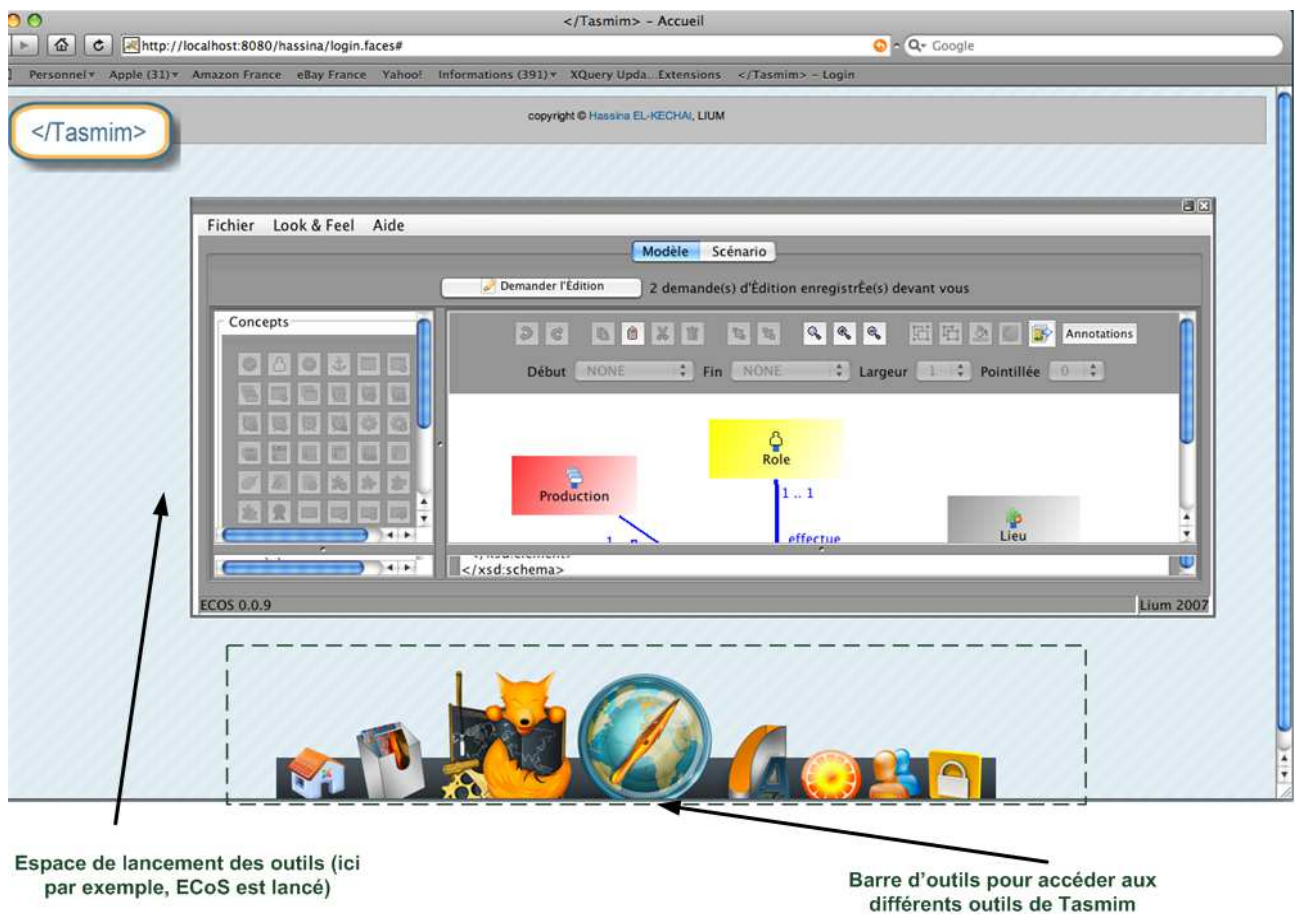 </Tasmim> – Accueil
http://localhost:8080/hassina/login.faces#
Google
Personnel Apple (31) Amazon France eBay France Yahoo! Informations (391) XQuery Upda...Extensions </Tasmim> – Login
</Tasmim>
copyright © Hassina EL-KECHAI, LIUM
Fichier Look & Feel Aide
Modèle Scénario
Demander l'Èdition 2 demande(s) d'Èdition enregistrÈe(s) devant vous
Concepts
Annotations
Début NONE Fin NONE Largeur 1 Pointillée 0
Role
Production
1 .. 1
Lieu
effectue
</xsd:schema>
ECOS 0.0.9
Lium 2007
Espace de lancement des outils (ici
par exemple, ECoS est lancé)
Barre d'outils pour accéder aux
différents outils de Tasmim